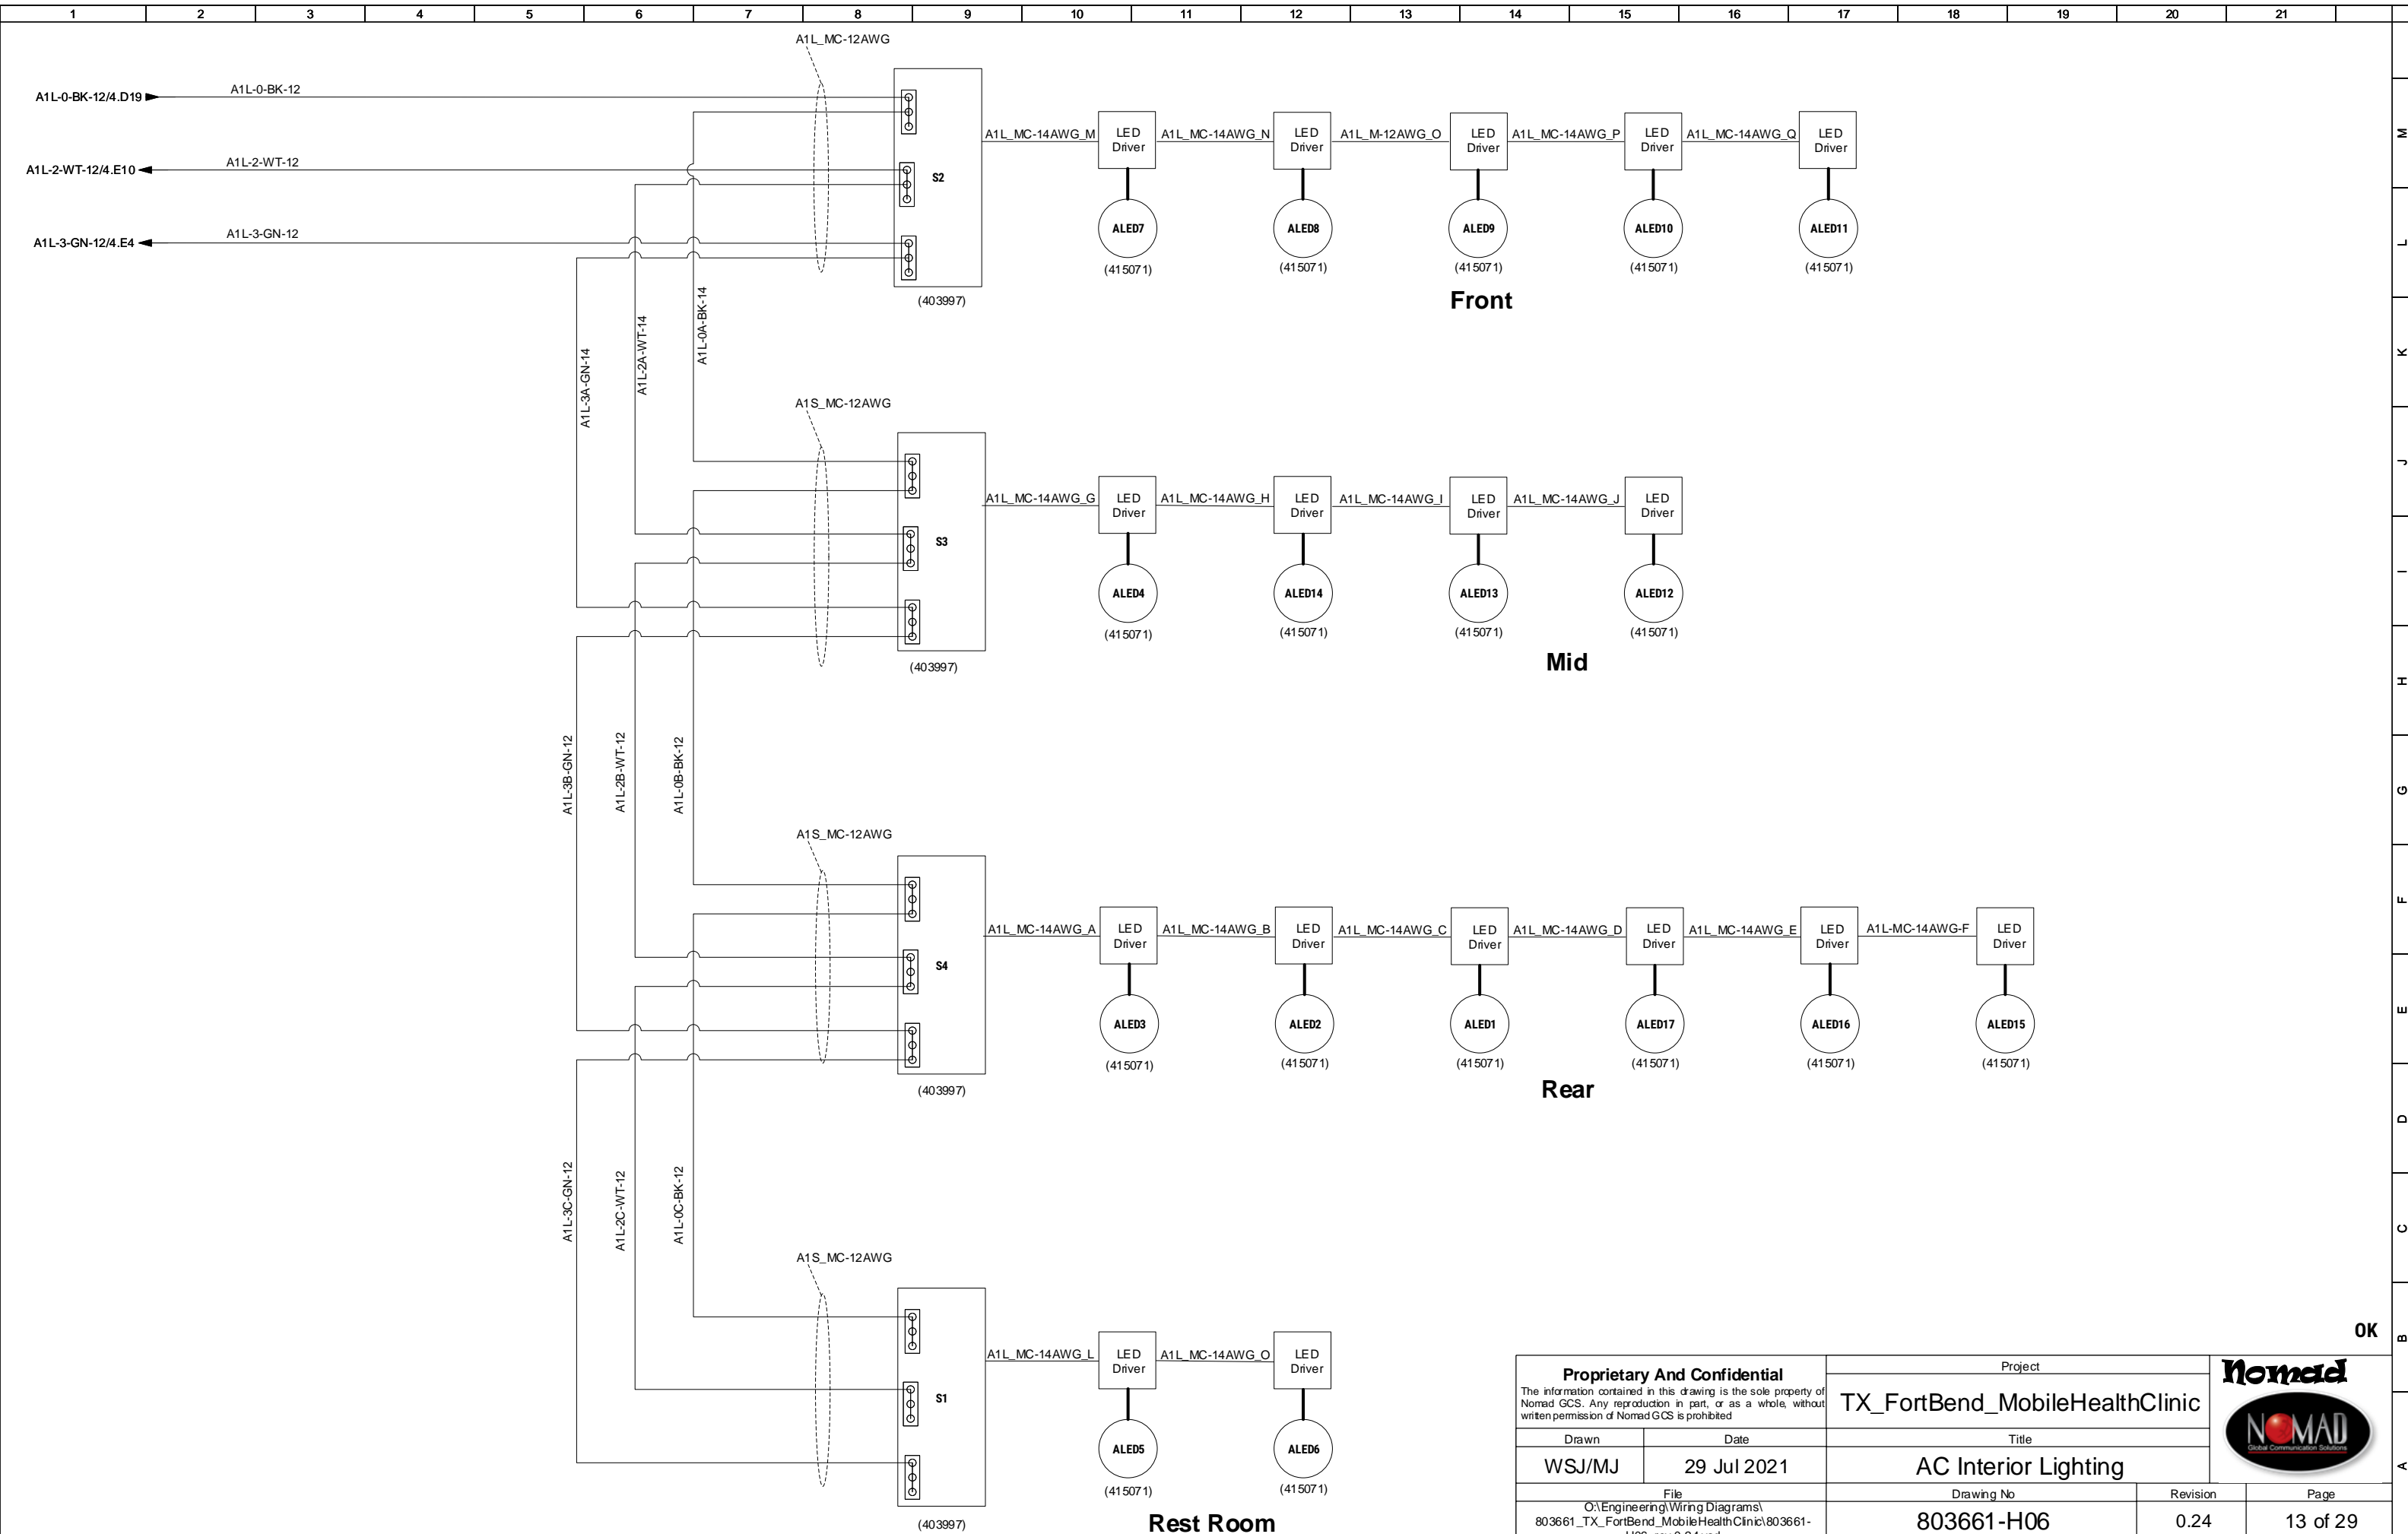 1 2 3 4 5 6 7 8 9 10 11 12 13 14 15 16 17 18 19 20 21
A1L_MC-12AWG
A1L-0-BK-12/4.D19
A1L-0-BK-12
A1L-2-WT-12/4.E10
A1L-2-WT-12
A1L-3-GN-12/4.E4
A1L-3-GN-12
S2
(403997)
A1L_MC-14AWG_M
LED
Driver
A1L_MC-14AWG_N
LED
Driver
A1L_M-12AWG_O
LED
Driver
A1L_MC-14AWG_P
LED
Driver
A1L_MC-14AWG_Q
LED
Driver
ALED7
ALED8
ALED9
ALED10
ALED11
(415071)
(415071)
(415071)
(415071)
(415071)
Front
A1L-3A-GN-14
A1L-2A-WT-14
A1L-0A-BK-14
A1S_MC-12AWG
S3
(403997)
A1L_MC-14AWG_G
LED
Driver
A1L_MC-14AWG_H
LED
Driver
A1L_MC-14AWG_I
LED
Driver
A1L_MC-14AWG_J
LED
Driver
ALED4
ALED14
ALED13
ALED12
(415071)
(415071)
(415071)
(415071)
Mid
A1L-3B-GN-12
A1L-2B-WT-12
A1L-0B-BK-12
A1S_MC-12AWG
S4
(403997)
A1L_MC-14AWG_A
LED
Driver
A1L_MC-14AWG_B
LED
Driver
A1L_MC-14AWG_C
LED
Driver
A1L_MC-14AWG_D
LED
Driver
A1L_MC-14AWG_E
LED
Driver
A1L-MC-14AWG-F
LED
Driver
ALED3
ALED2
ALED1
ALED17
ALED16
ALED15
(415071)
(415071)
(415071)
(415071)
(415071)
(415071)
Rear
A1L-3C-GN-12
A1L-2C-WT-12
A1L-0C-BK-12
A1S_MC-12AWG
S1
(403997)
A1L_MC-14AWG_L
LED
Driver
A1L_MC-14AWG_O
LED
Driver
ALED5
ALED6
(415071)
(415071)
Rest Room
M
L
K
J
I
H
G
F
E
D
C
B
A
OK
Proprietary And Confidential
The information contained in this drawing is the sole property of
Nomad GCS. Any reproduction in part, or as a whole, without
written permission of Nomad GCS is prohibited
Drawn
Date
WSJ/MJ
29 Jul 2021
File
O:\Engineering\Wiring Diagrams\
803661_TX_FortBend_MobileHealthClinic\803661-
Project
TX_FortBend_MobileHealthClinic
Title
AC Interior Lighting
Drawing No
803661-H06
Revision
0.24
Page
13 of 29
nomad
NOMAD
Global Communication Solutions